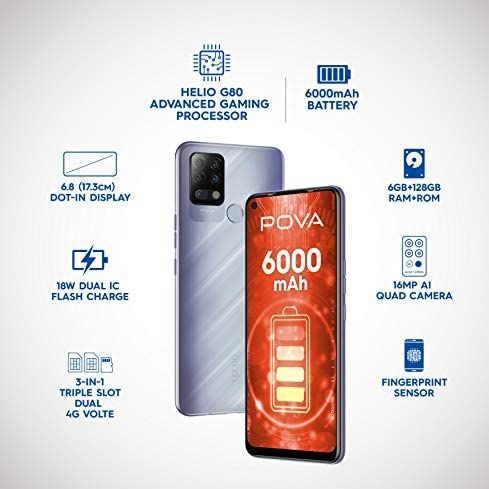 HELIO G80
ADVANCED GAMING
PROCESSOR
6000mAh
BATTERY
6.8 (17.3CM)
DOT-IN DISPLAY
6GB+128GB
RAM+ROM
18W DUAL IC
FLASH CHARGE
16MP AI
QUAD CAMERA
3-IN-1
TRIPLE SLOT
DUAL
4G VOLTE
FINGERPRINT
SENSOR
POVA
TECNO
POVA
6000
mAh